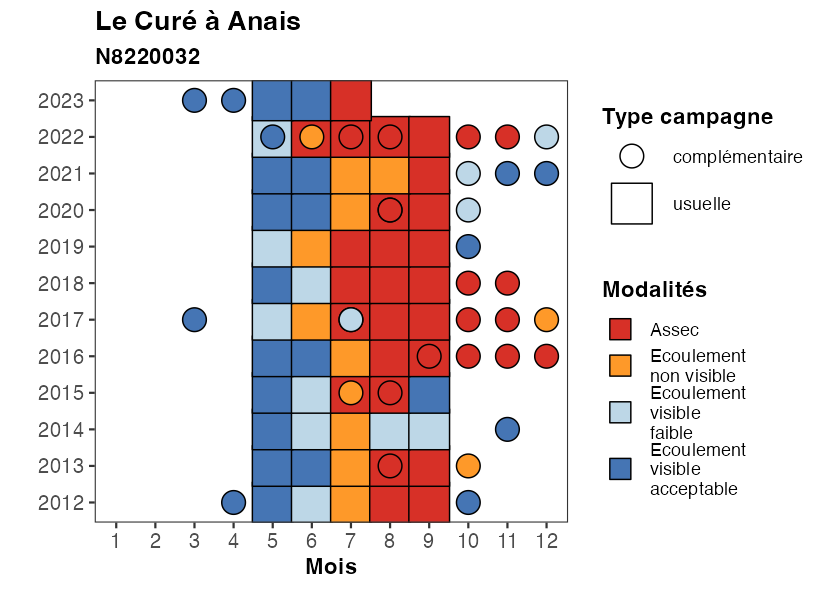 Le Curé à Anais
N8220032
2023
2022
2021
2020
2019
2018
2017
2016
2015
2014
2013
2012
1 2 3 4 5 6 7 8 9 10 11 12
Mois
Type campagne
complémentaire
usuelle
Modalités
Assec
Ecoulement
non visible
Ecoulement
visible
faible
Ecoulement
visible
acceptable